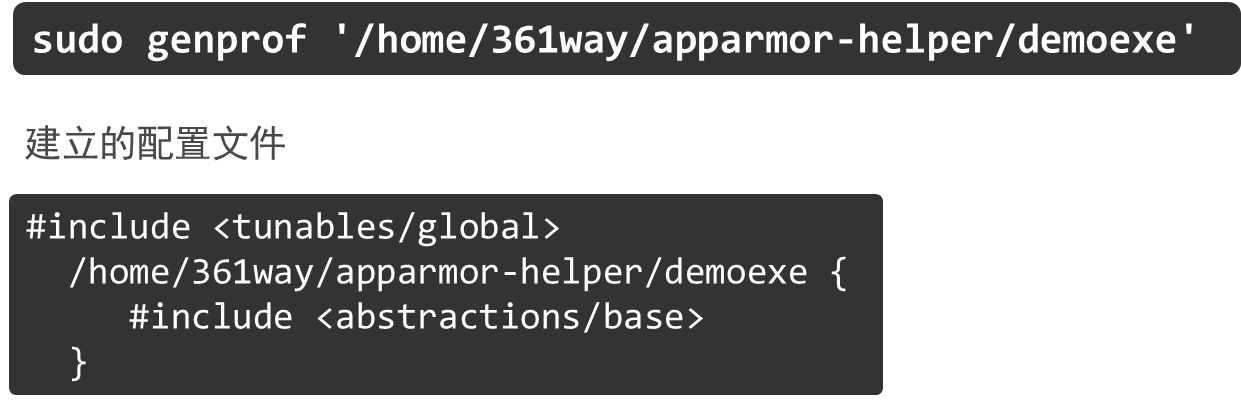 sudo genprof '/home/361way/apparmor-helper/demoexe'
建立的配置文件
#include <tunables/global>
/home/361way/apparmor-helper/demoexe {
#include <abstractions/base>
}